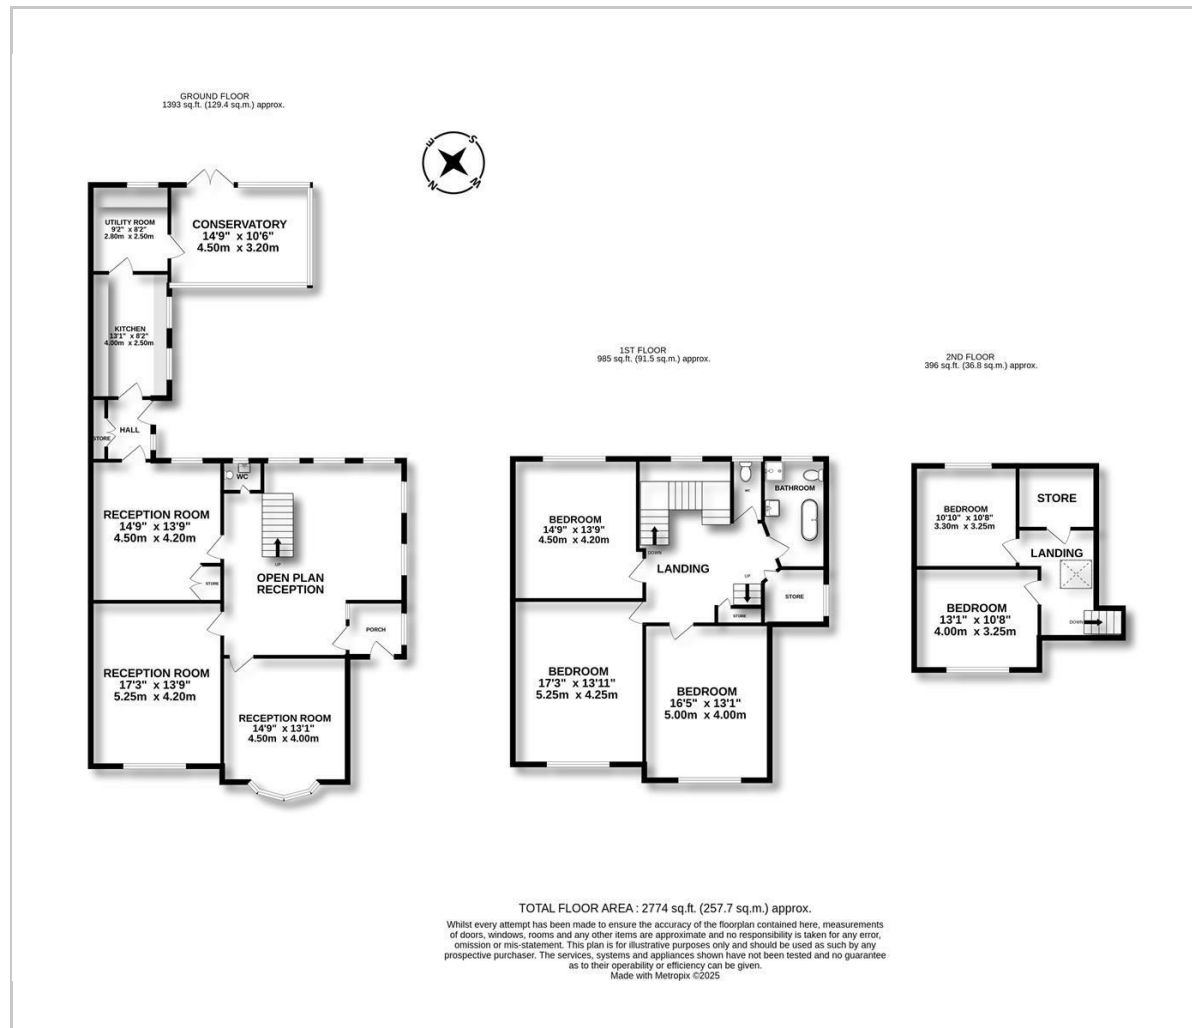 GROUND FLOOR
1393 sq.ft. (129.4 sq.m.) approx.
E
S
N
W
UTILITY ROOM
9'2" x 8'2"
2.80m x 2.50m
CONSERVATORY
14'9" x 10'6"
4.50m x 3.20m
KITCHEN
13'1" x 8'2"
4.00m x 2.50m
HALL
STORE
WC
RECEPTION ROOM
14'9" x 13'9"
4.50m x 4.20m
UP
OPEN PLAN
RECEPTION
STORE
PORCH
RECEPTION ROOM
17'3" x 13'9"
5.25m x 4.20m
RECEPTION ROOM
14'9" x 13'1"
4.50m x 4.00m
1ST FLOOR
985 sq.ft. (91.5 sq.m.) approx.
WC
BATHROOM
BEDROOM
14'9" x 13'9"
4.50m x 4.20m
DOWN
LANDING
UP
STORE
STORE
BEDROOM
17'3" x 13'11"
5.25m x 4.25m
BEDROOM
16'5" x 13'1"
5.00m x 4.00m
2ND FLOOR
396 sq.ft. (36.8 sq.m.) approx.
STORE
BEDROOM
10'10" x 10'8"
3.30m x 3.25m
LANDING
BEDROOM
13'1" x 10'8"
4.00m x 3.25m
DOWN
TOTAL FLOOR AREA : 2774 sq.ft. (257.7 sq.m.) approx.
Whilst every attempt has been made to ensure the accuracy of the floorplan contained here, measurements
of doors, windows, rooms and any other items are approximate and no responsibility is taken for any error,
omission or mis-statement. This plan is for illustrative purposes only and should be used as such by any
prospective purchaser. The services, systems and appliances shown have not been tested and no guarantee
as to their operability or efficiency can be given.
Made with Metropix ©2025